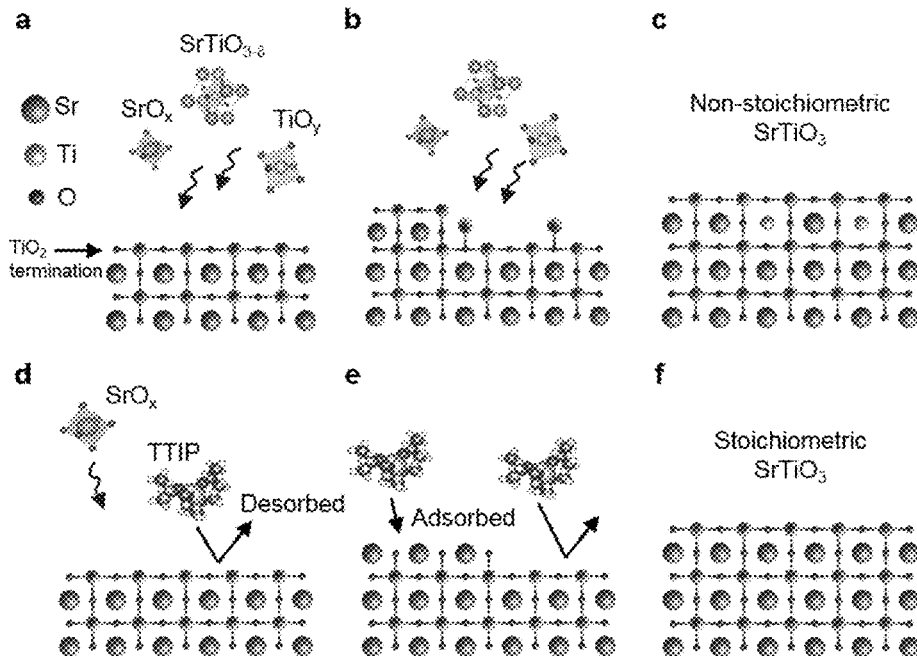 a
SrTiO3-δ
SrOx
TiOy
Sr
Ti
O
TiO2
termination
b
c
Non-stoichiometric
SrTiO3
d
SrOx
TTIP
Desorbed
e
Adsorbed
f
Stoichiometric
SrTiO3